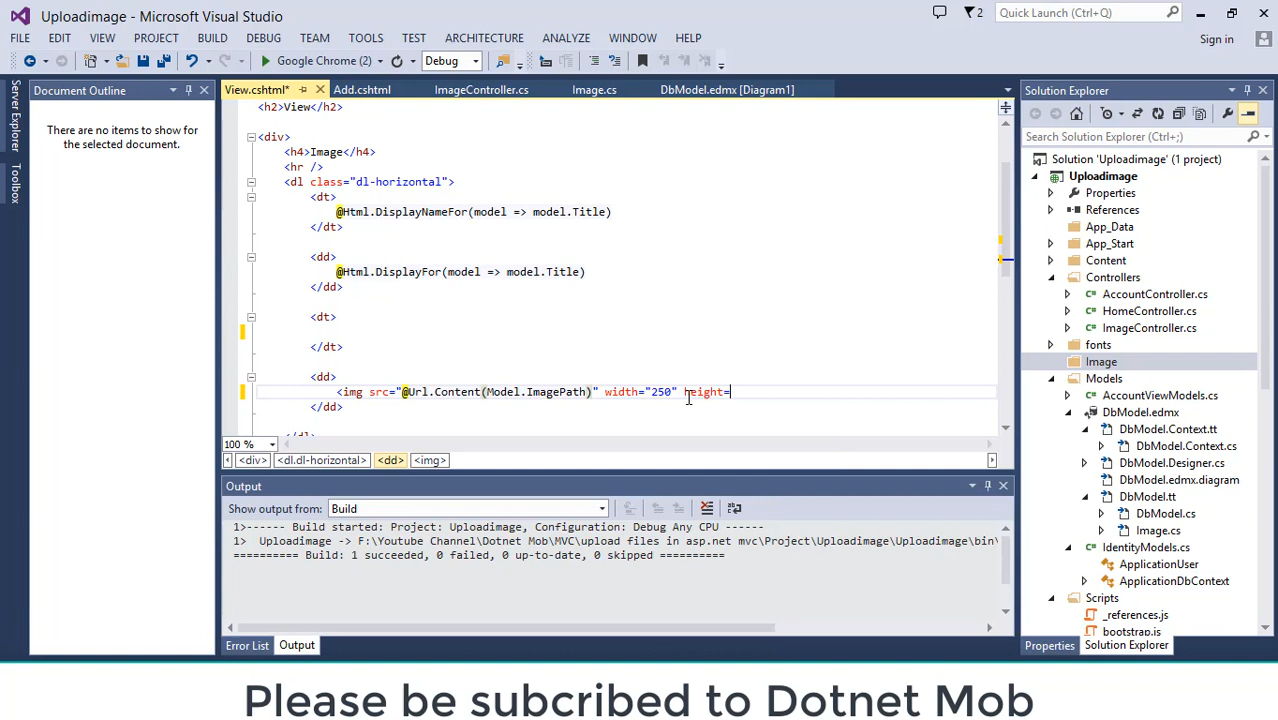 Uploadimage - Microsoft Visual Studio
2
Quick Launch (Ctrl+Q)
FILE EDIT VIEW PROJECT BUILD DEBUG TEAM TOOLS TEST ARCHITECTURE ANALYZE WINDOW HELP
Sign in
Google Chrome (2)
Debug
Server Explorer
Toolbox
Document Outline
There are no items to show for
the selected document.
View.cshtml* Add.cshtml ImageController.cs Image.cs DbModel.edmx [Diagram1]
<h2>View</h2>
<div>
<h4>Image</h4>
<hr />
<dl class="dl-horizontal">
<dt>
@Html.DisplayNameFor(model => model.Title)
</dt>
<dd>
@Html.DisplayFor(model => model.Title)
</dd>
<dt>
</dt>
<dd>
<img src="@Url.Content(Model.ImagePath)" width="250" height=
</dd>
</dl>
100 %
<div> <dl.dl-horizontal> <dd> <img>
Output
Show output from: Build
1>------ Build started: Project: Uploadimage, Configuration: Debug Any CPU ------
1> Uploadimage -> F:\Youtube Channel\Dotnet Mob\MVC\upload files in asp.net mvc\Project\Uploadimage\Uploadimage\bin\
========== Build: 1 succeeded, 0 failed, 0 up-to-date, 0 skipped ==========
Error List Output
Solution Explorer
Search Solution Explorer (Ctrl+;)
Solution 'Uploadimage' (1 project)
Uploadimage
Properties
References
App_Data
App_Start
Content
Controllers
AccountController.cs
HomeController.cs
ImageController.cs
fonts
Image
Models
AccountViewModels.cs
DbModel.edmx
DbModel.Context.tt
DbModel.Context.cs
DbModel.Designer.cs
DbModel.edmx.diagram
DbModel.tt
DbModel.cs
Image.cs
IdentityModels.cs
ApplicationUser
ApplicationDbContext
Scripts
_references.js
bootstrap.js
Properties Solution Explorer
Please be subcribed to Dotnet Mob